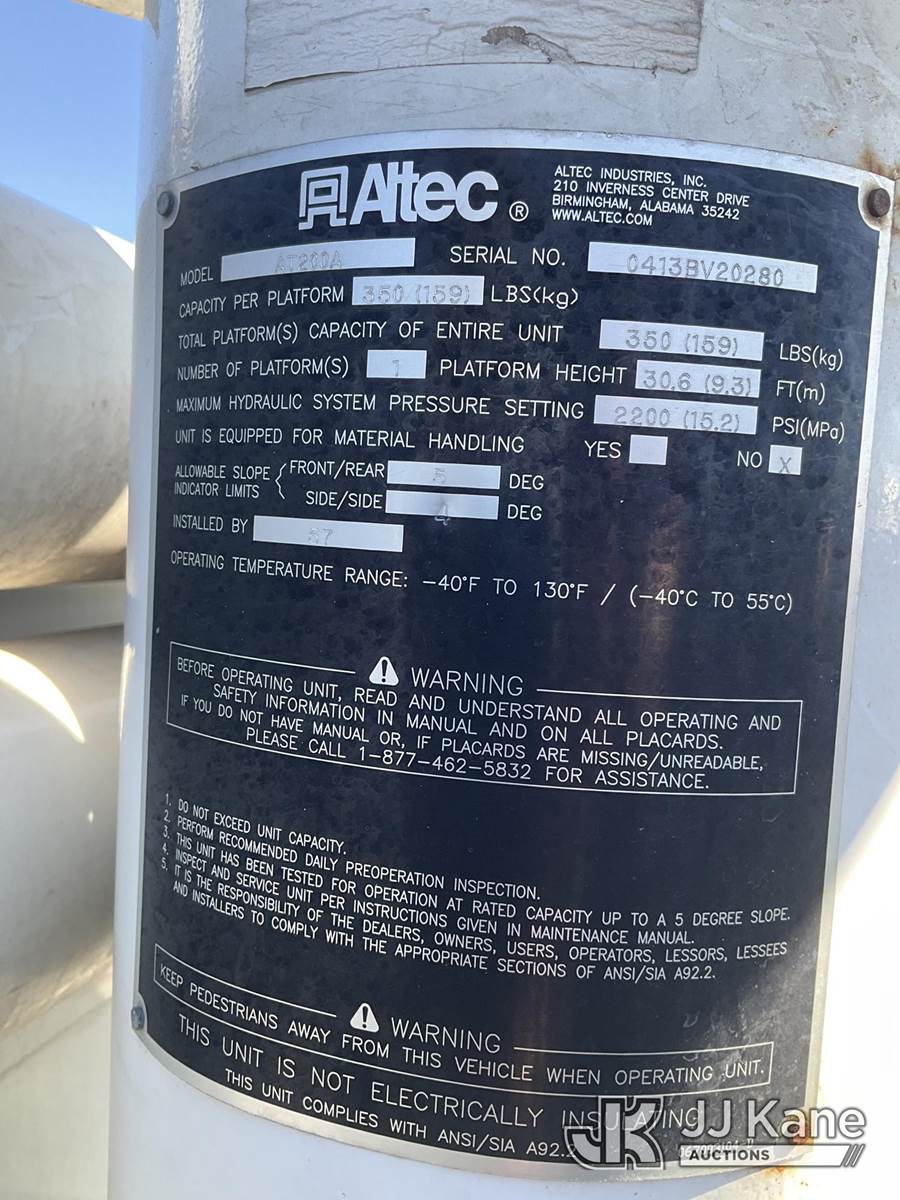 Altec ®
ALTEC INDUSTRIES, INC.
210 INVERNESS CENTER DRIVE
BIRMINGHAM, ALABAMA 35242
WWW.ALTEC.COM
MODEL AT200A SERIAL NO. 0413BV20280
CAPACITY PER PLATFORM 350 (159) LBS(kg)
TOTAL PLATFORM(S) CAPACITY OF ENTIRE UNIT 350 (159) LBS(kg)
NUMBER OF PLATFORM(S) 1 PLATFORM HEIGHT 30.6 (9.3) FT(m)
MAXIMUM HYDRAULIC SYSTEM PRESSURE SETTING 2200 (15.2) PSI(MPa)
UNIT IS EQUIPPED FOR MATERIAL HANDLING YES NO X
ALLOWABLE SLOPE INDICATOR LIMITS { FRONT/REAR 5 DEG
SIDE/SIDE 4 DEG
INSTALLED BY 57
OPERATING TEMPERATURE RANGE: -40°F TO 130°F / (-40°C TO 55°C)
WARNING
BEFORE OPERATING UNIT, READ AND UNDERSTAND ALL OPERATING AND
SAFETY INFORMATION IN MANUAL AND ON ALL PLACARDS.
IF YOU DO NOT HAVE MANUAL OR, IF PLACARDS ARE MISSING/UNREADABLE,
PLEASE CALL 1-877-462-5832 FOR ASSISTANCE.
1. DO NOT EXCEED UNIT CAPACITY.
2. PERFORM RECOMMENDED DAILY PREOPERATION INSPECTION.
3. THIS UNIT HAS BEEN TESTED FOR OPERATION AT RATED CAPACITY UP TO A 5 DEGREE SLOPE.
4. INSPECT AND SERVICE UNIT PER INSTRUCTIONS GIVEN IN MAINTENANCE MANUAL.
5. IT IS THE RESPONSIBILITY OF THE DEALERS, OWNERS, USERS, OPERATORS, LESSORS, LESSEES
AND INSTALLERS TO COMPLY WITH THE APPROPRIATE SECTIONS OF ANSI/SIA A92.2.
WARNING
KEEP PEDESTRIANS AWAY FROM THIS VEHICLE WHEN OPERATING UNIT.
THIS UNIT IS NOT ELECTRICALLY INSULATING
THIS UNIT COMPLIES WITH ANSI/SIA A92.2
JK JJ Kane
AUCTIONS